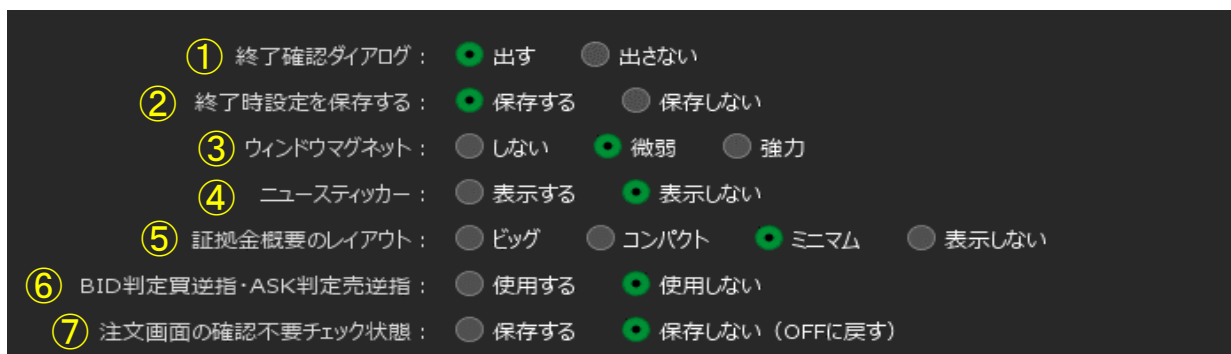 ① 終了確認ダイアログ： 出す 出さない
② 終了時設定を保存する： 保存する 保存しない
③ ウィンドウマグネット： しない 微弱 強力
④ ニュースティッカー： 表示する 表示しない
⑤ 証拠金概要のレイアウト： ビッグ コンパクト ミニマム 表示しない
⑥ BID判定買逆指・ASK判定売逆指： 使用する 使用しない
⑦ 注文画面の確認不要チェック状態： 保存する 保存しない（OFFに戻す）